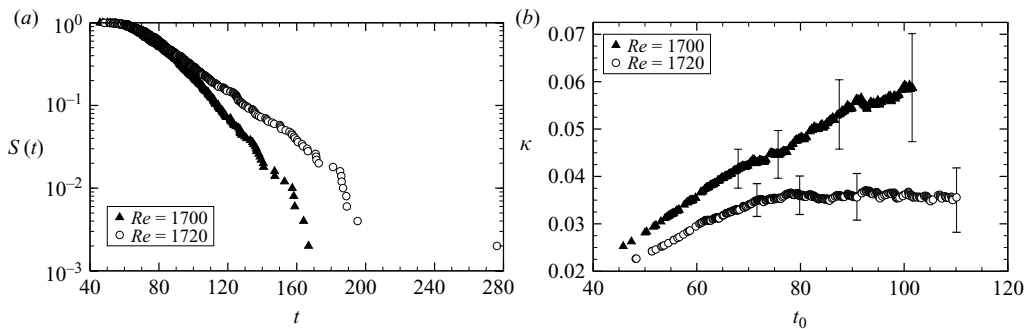 (a)
10^0
10^−1
S (t)
10^−2
10^−3
Re = 1700
Re = 1720
40 80 120 160 200 240 280
t
(b)
0.07
0.06
0.05
κ
0.04
0.03
0.02
Re = 1700
Re = 1720
40 60 80 100 120
t_0